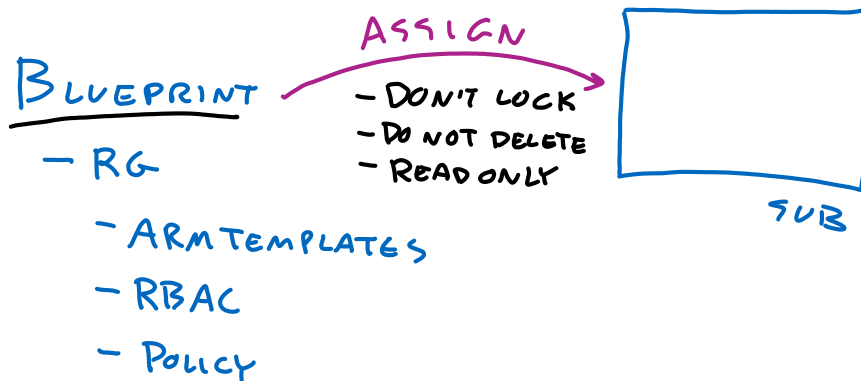 ASSIGN
BLUEPRINT
- DON'T LOCK
- DO NOT DELETE
- READ ONLY
- RG
- ARM TEMPLATES
- RBAC
- POLICY
SUB